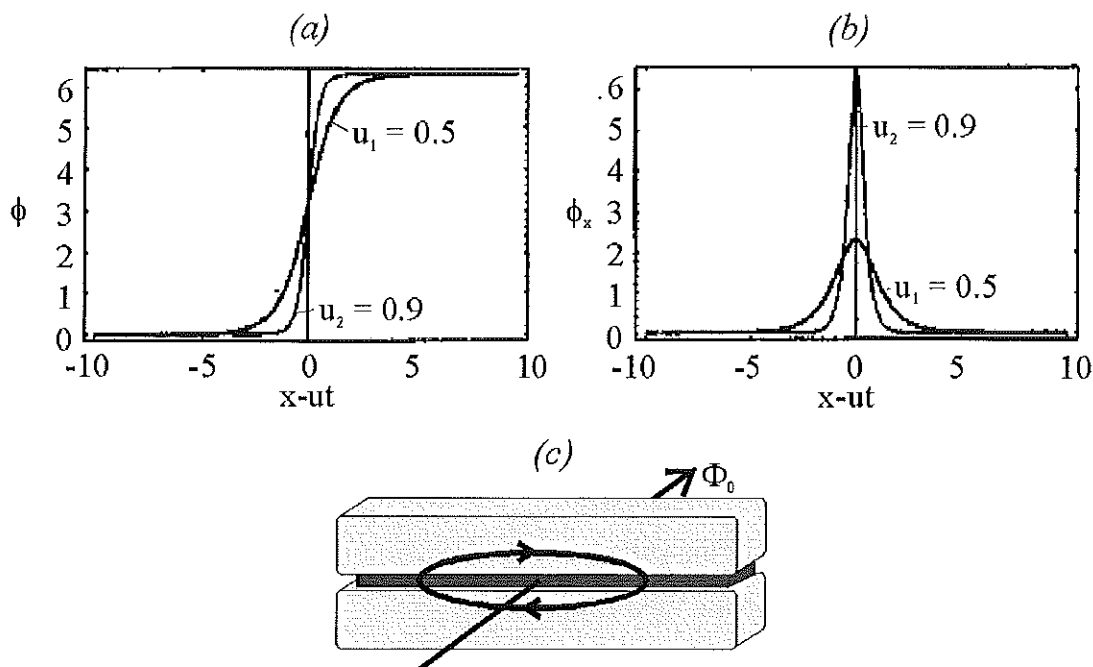 (a)
6
5
4
3
2
1
0
ϕ
u₁ = 0.5
u₂ = 0.9
-10 -5 0 5 10
x-ut
(b)
.6
5
4
3
2
1
0
ϕₓ
u₂ = 0.9
u₁ = 0.5
-10 -5 0 5 10
x-ut
(c)
Φ₀